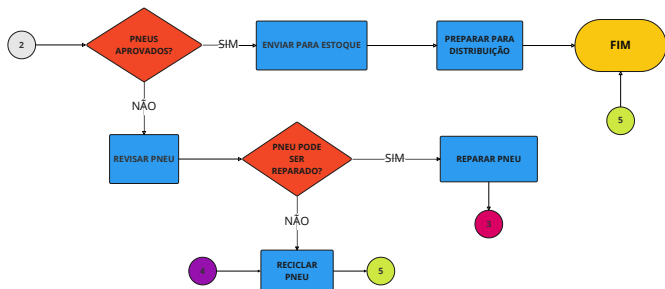 2
PNEUS
APROVADOS?
SIM
ENVIAR PARA ESTOQUE
PREPARAR PARA
DISTRIBUIÇÃO
FIM
5
NÃO
REVISAR PNEU
PNEU PODE
SER
REPARADO?
SIM
REPARAR PNEU
3
NÃO
4
RECICLAR
PNEU
5